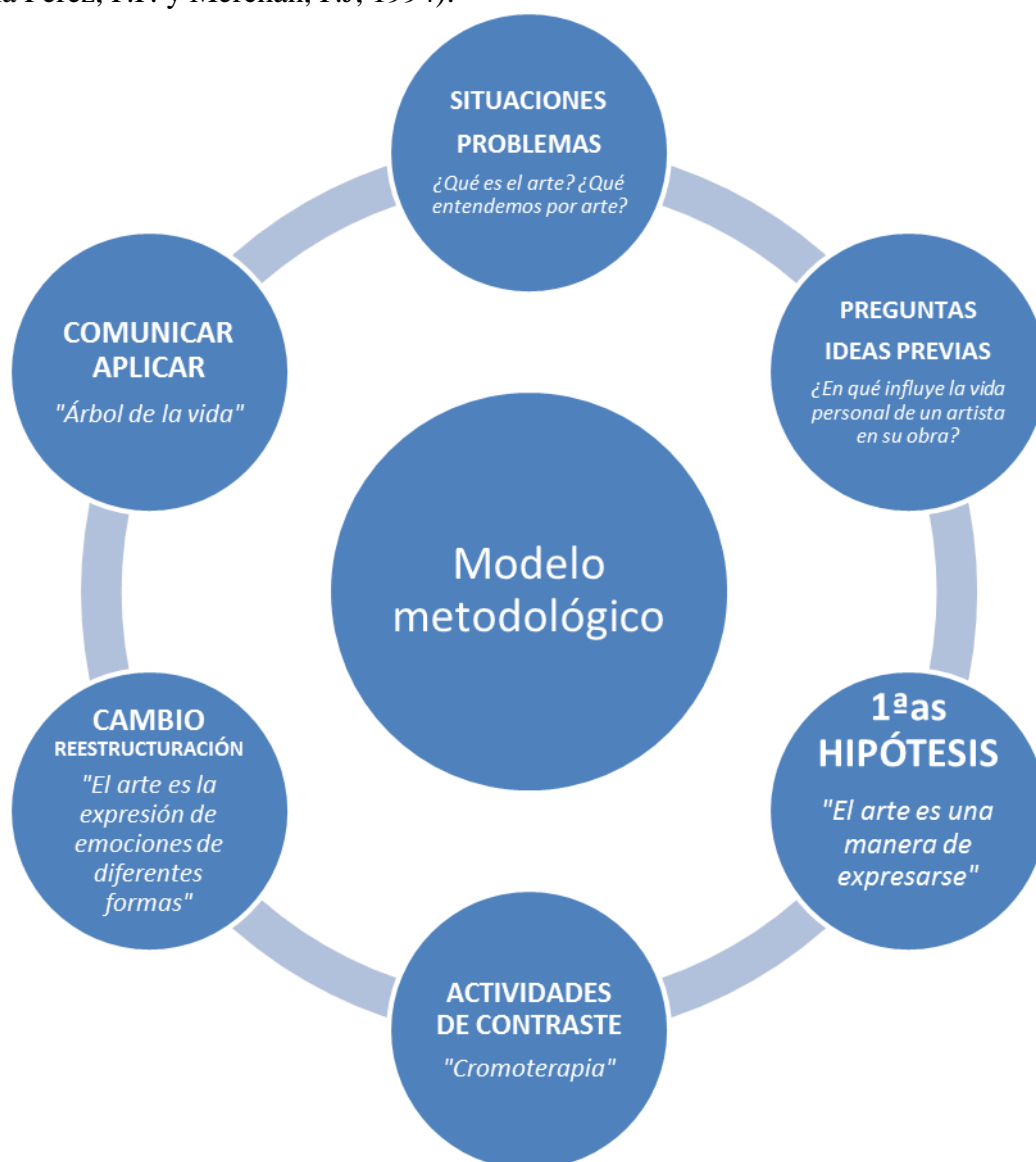 Pérez, P.F. y Merchán, F.J, 1994).
SITUACIONES
PROBLEMAS
¿Qué es el arte? ¿Qué
entendemos por arte?
PREGUNTAS
IDEAS PREVIAS
¿En qué influye la vida
personal de un artista
en su obra?
1ªas
HIPÓTESIS
"El arte es una
manera de
expresarse"
ACTIVIDADES
DE CONTRASTE
"Cromoterapia"
CAMBIO
REESTRUCTURACIÓN
"El arte es la
expresión de
emociones de
diferentes
formas"
COMUNICAR
APLICAR
"Árbol de la vida"
Modelo
metodológico